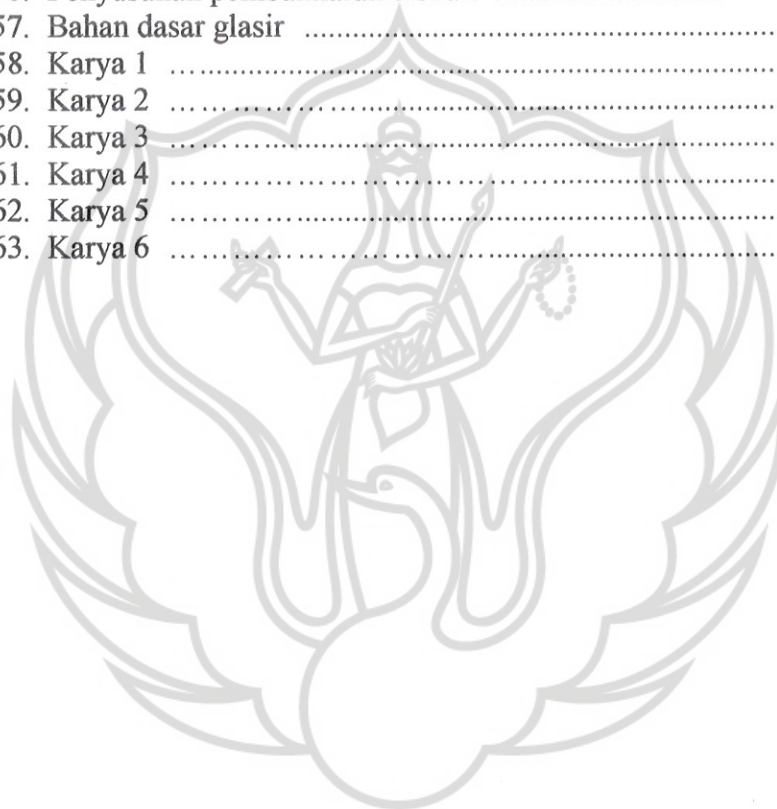 57. Bahan dasar glasir ................................................................
58. Karya 1 ................................................................
59. Karya 2 ................................................................
60. Karya 3 ................................................................
61. Karya 4 ................................................................
62. Karya 5 ................................................................
63. Karya 6 ................................................................